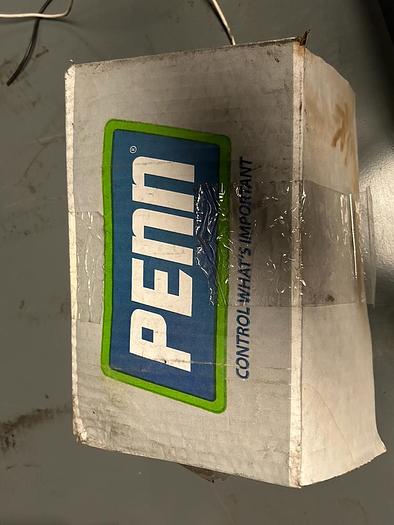 PENN®
CONTROL WHAT'S IMPORTANT